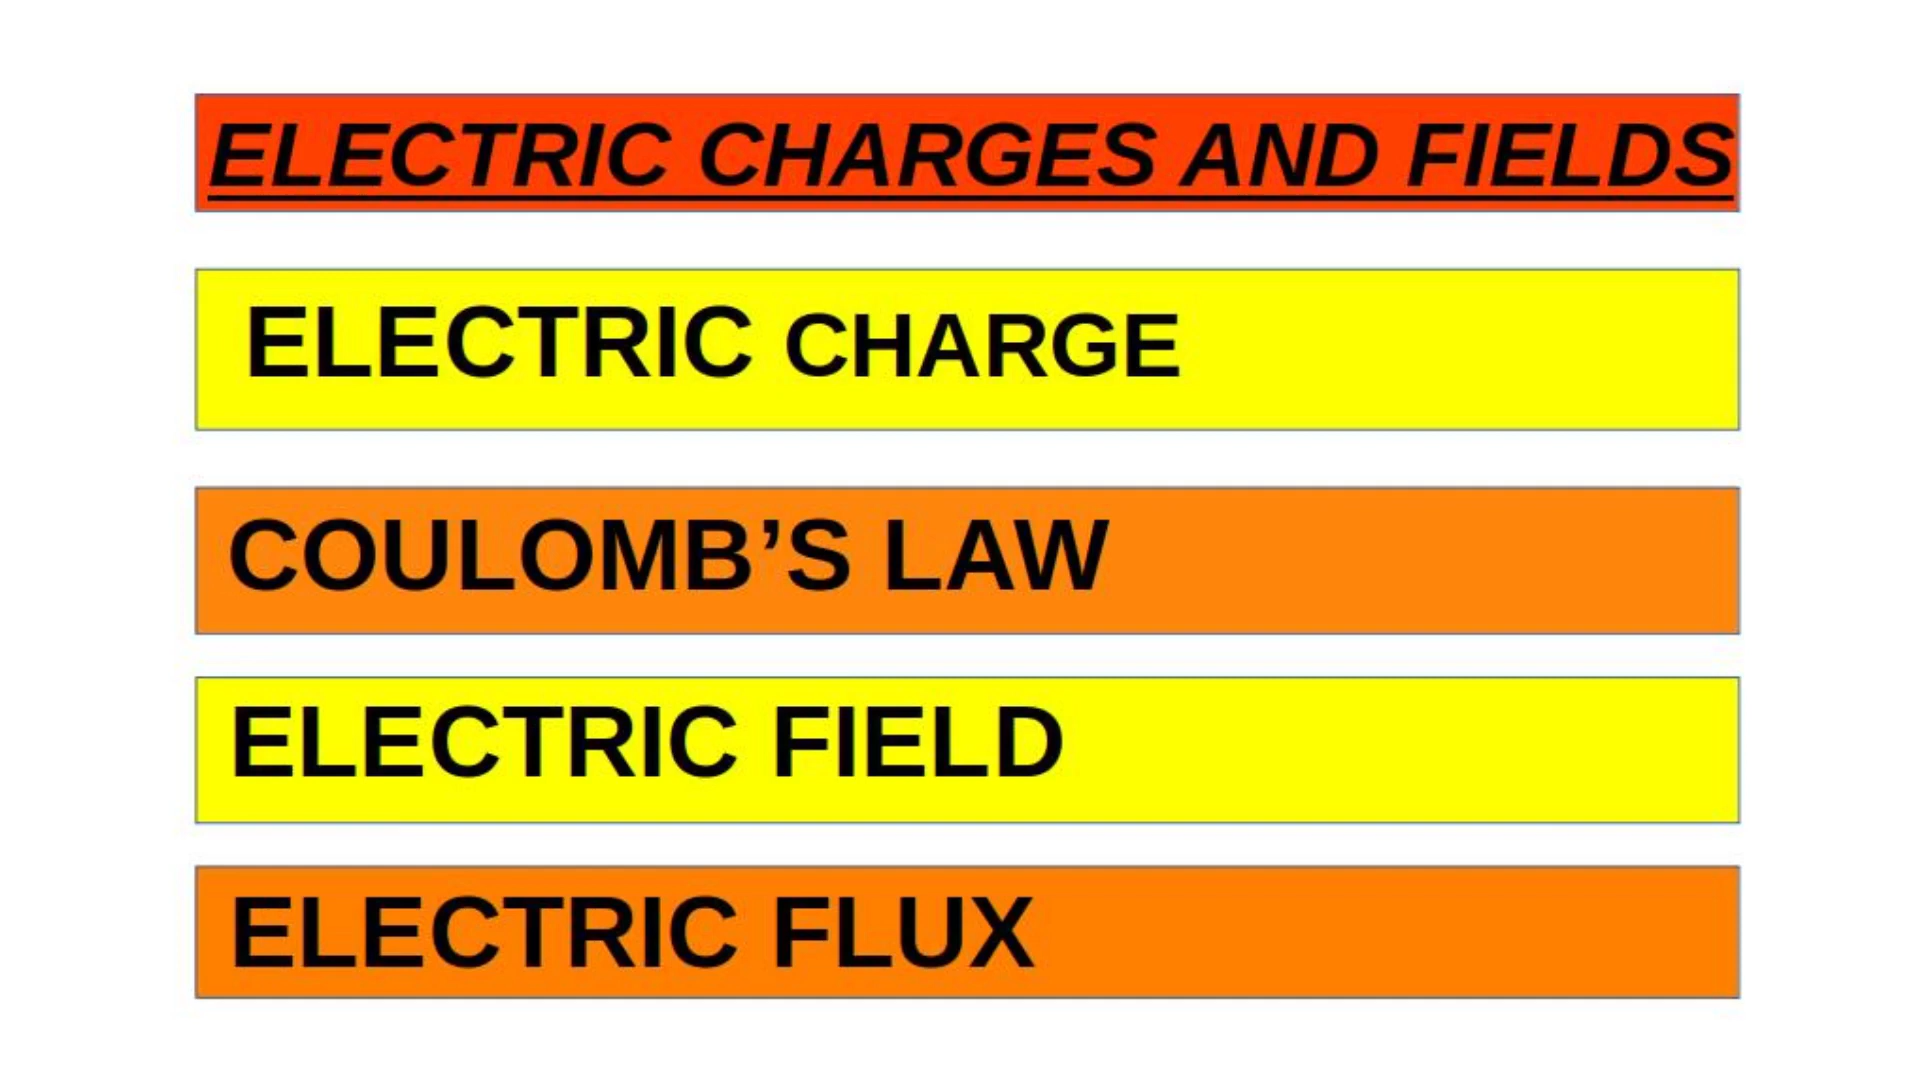 ELECTRIC CHARGES AND FIELDS
ELECTRIC CHARGE
COULOMB’S LAW
ELECTRIC FIELD
ELECTRIC FLUX